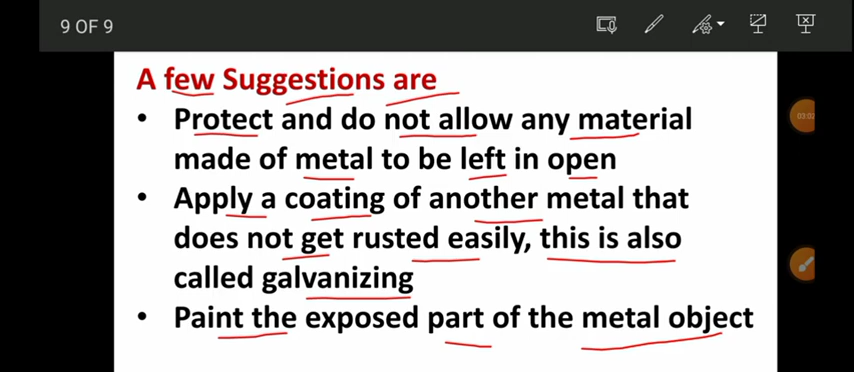 9 OF 9
A few Suggestions are
• Protect and do not allow any material
made of metal to be left in open
• Apply a coating of another metal that
does not get rusted easily, this is also
called galvanizing
• Paint the exposed part of the metal object
03:02